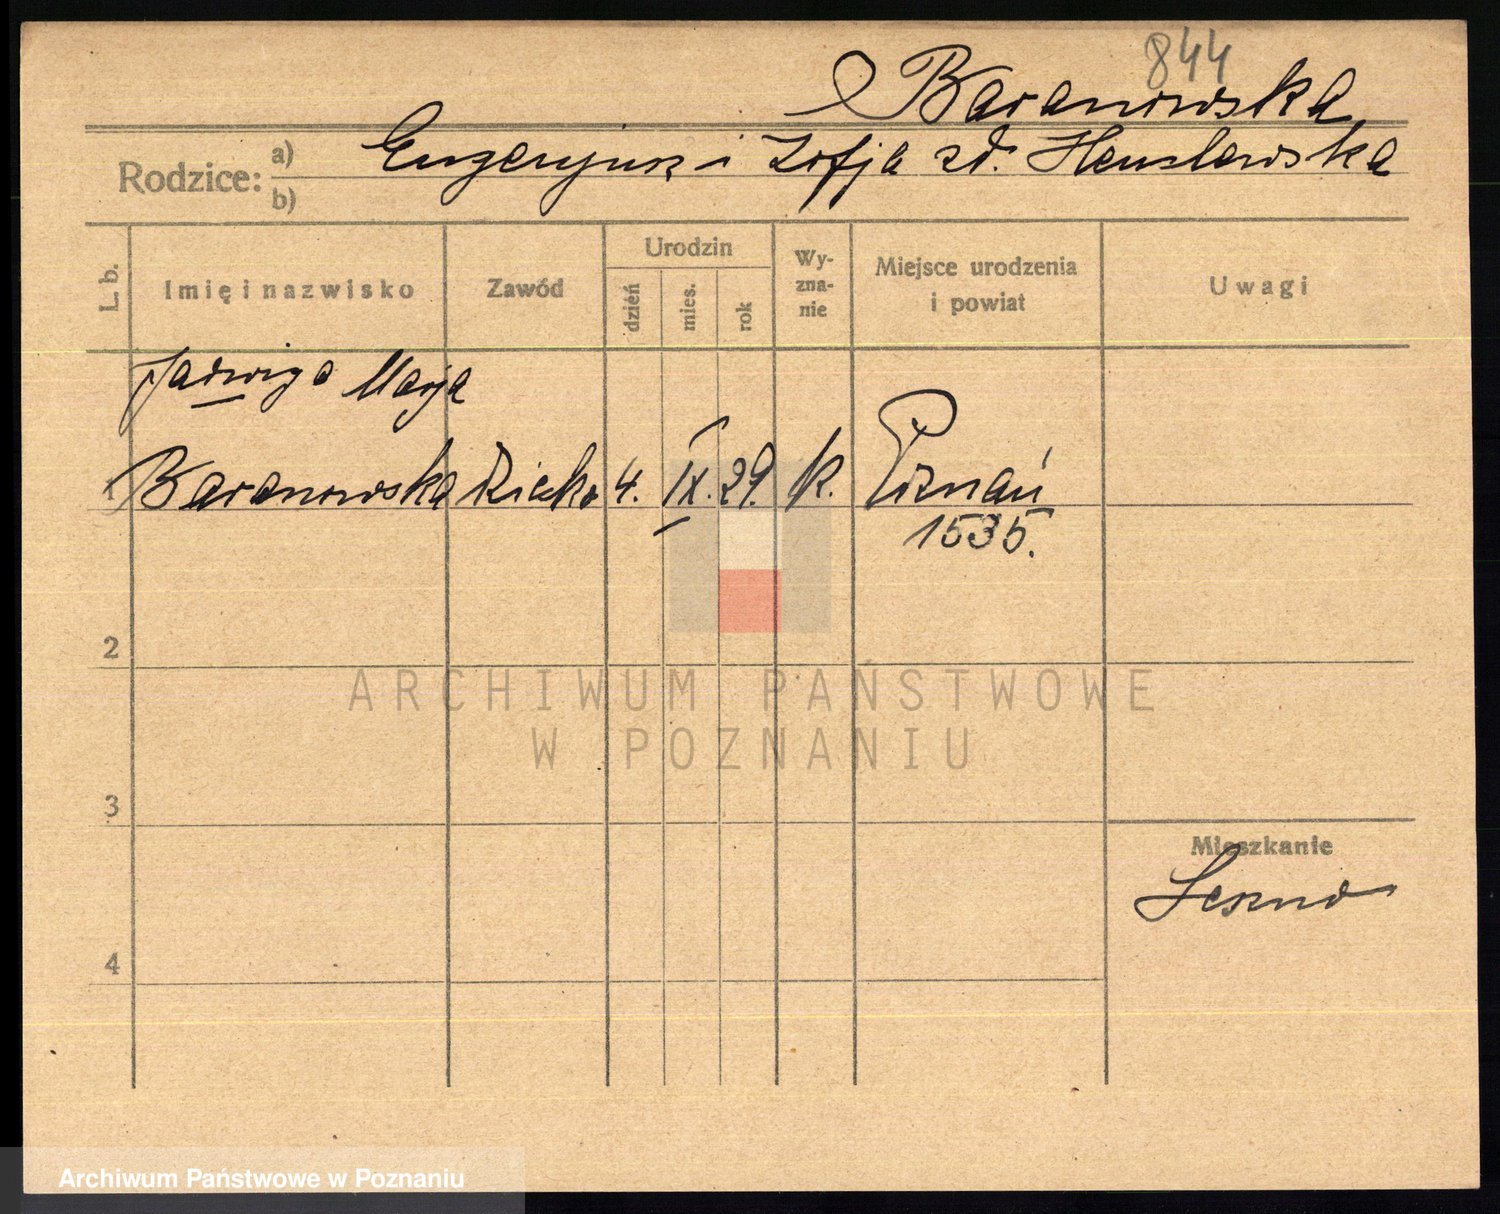 844
Baranowska
Rodzice: a) Eugenjusz i Zofja zd. Henslewska
b)
L. b. Imię i nazwisko Zawód Urodzin dzień mies. rok Wyznanie Miejsce urodzenia i powiat Uwagi
Jadwiga Marja
1 Baranowska dziecko 4. IX. 29. k. Poznań
1535.
2
ARCHIWUM PAŃSTWOWE
W POZNANIU
3
Mieszkanie
Leszno
4
Archiwum Państwowe w Poznaniu